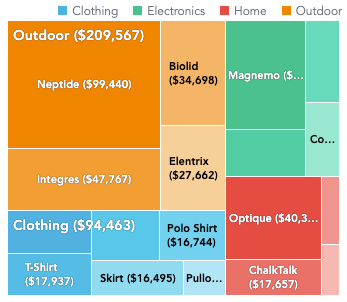 Clothing Electronics Home Outdoor
Outdoor ($209,567)
Neptide ($99,440)
Biolid
($34,698)
Magnemo ($...
Elentrix
($27,662)
Co...
Integres ($47,767)
Clothing ($94,463)
Polo Shirt
($16,744)
Optique ($40,3...
T-Shirt
($17,937)
Skirt ($16,495)
Pullo...
ChalkTalk
($17,657)